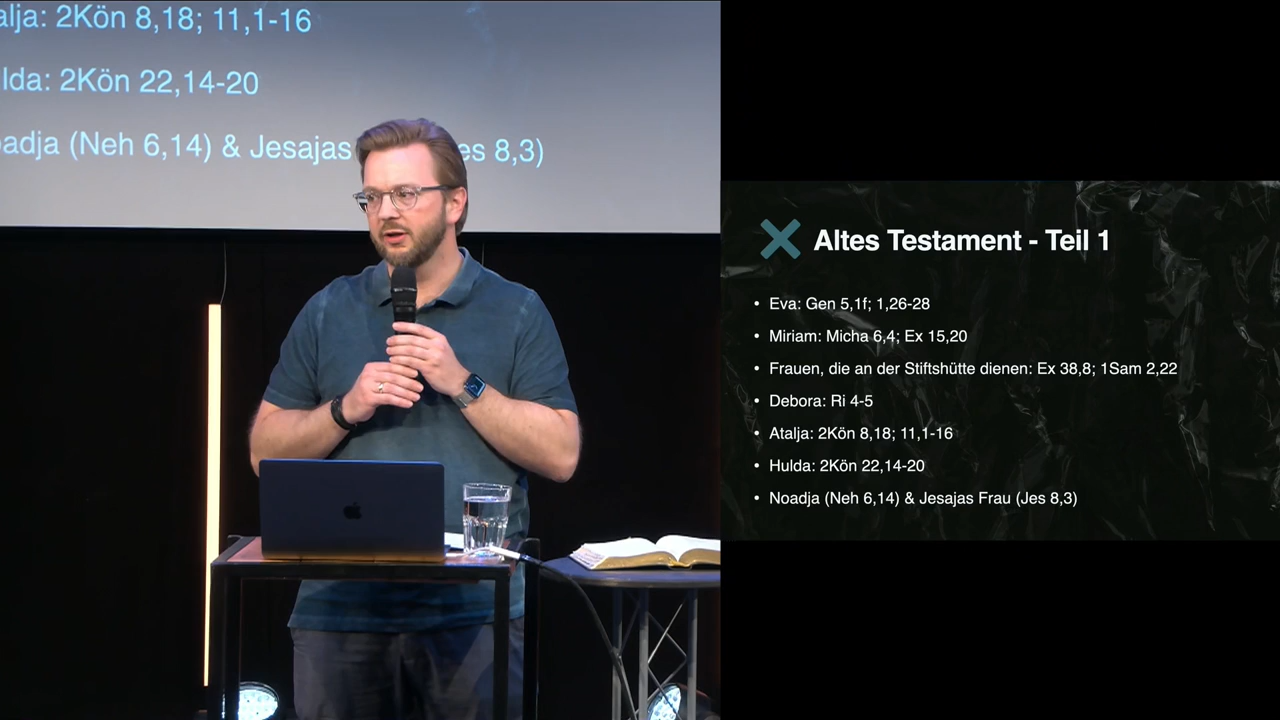 alja: 2Kön 8,18; 11,1-16
lda: 2Kön 22,14-20
adja (Neh 6,14) & Jesajas es 8,3)
Altes Testament - Teil 1
• Eva: Gen 5,1f; 1,26-28
• Miriam: Micha 6,4; Ex 15,20
• Frauen, die an der Stiftshütte dienen: Ex 38,8; 1Sam 2,22
• Debora: Ri 4-5
• Atalja: 2Kön 8,18; 11,1-16
• Hulda: 2Kön 22,14-20
• Noadja (Neh 6,14) & Jesajas Frau (Jes 8,3)